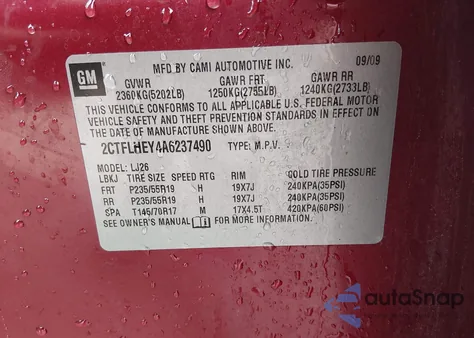 GM
MFD BY CAMI AUTOMOTIVE INC. 09/09
GVWR GAWR FRT GAWR RR
2360KG(5202LB) 1250KG(2755LB) 1240KG(2733LB)
THIS VEHICLE CONFORMS TO ALL APPLICABLE U.S. FEDERAL MOTOR
VEHICLE SAFETY AND THEFT PREVENTION STANDARDS IN EFFECT ON
THE DATE OF MANUFACTURE SHOWN ABOVE.
2CTFLHEY4A6237490 TYPE: M.P.V.
MODEL: LJ26
LBKJ TIRE SIZE SPEED RTG RIM COLD TIRE PRESSURE
FRT P235/55R19 H 19X7J 240KPA(35PSI)
RR P235/55R19 H 19X7J 240KPA(35PSI)
SPA T145/70R17 M 17X4.5T 420KPA(60PSI)
SEE OWNER'S MANUAL FOR MORE INFORMATION.
autoSnap